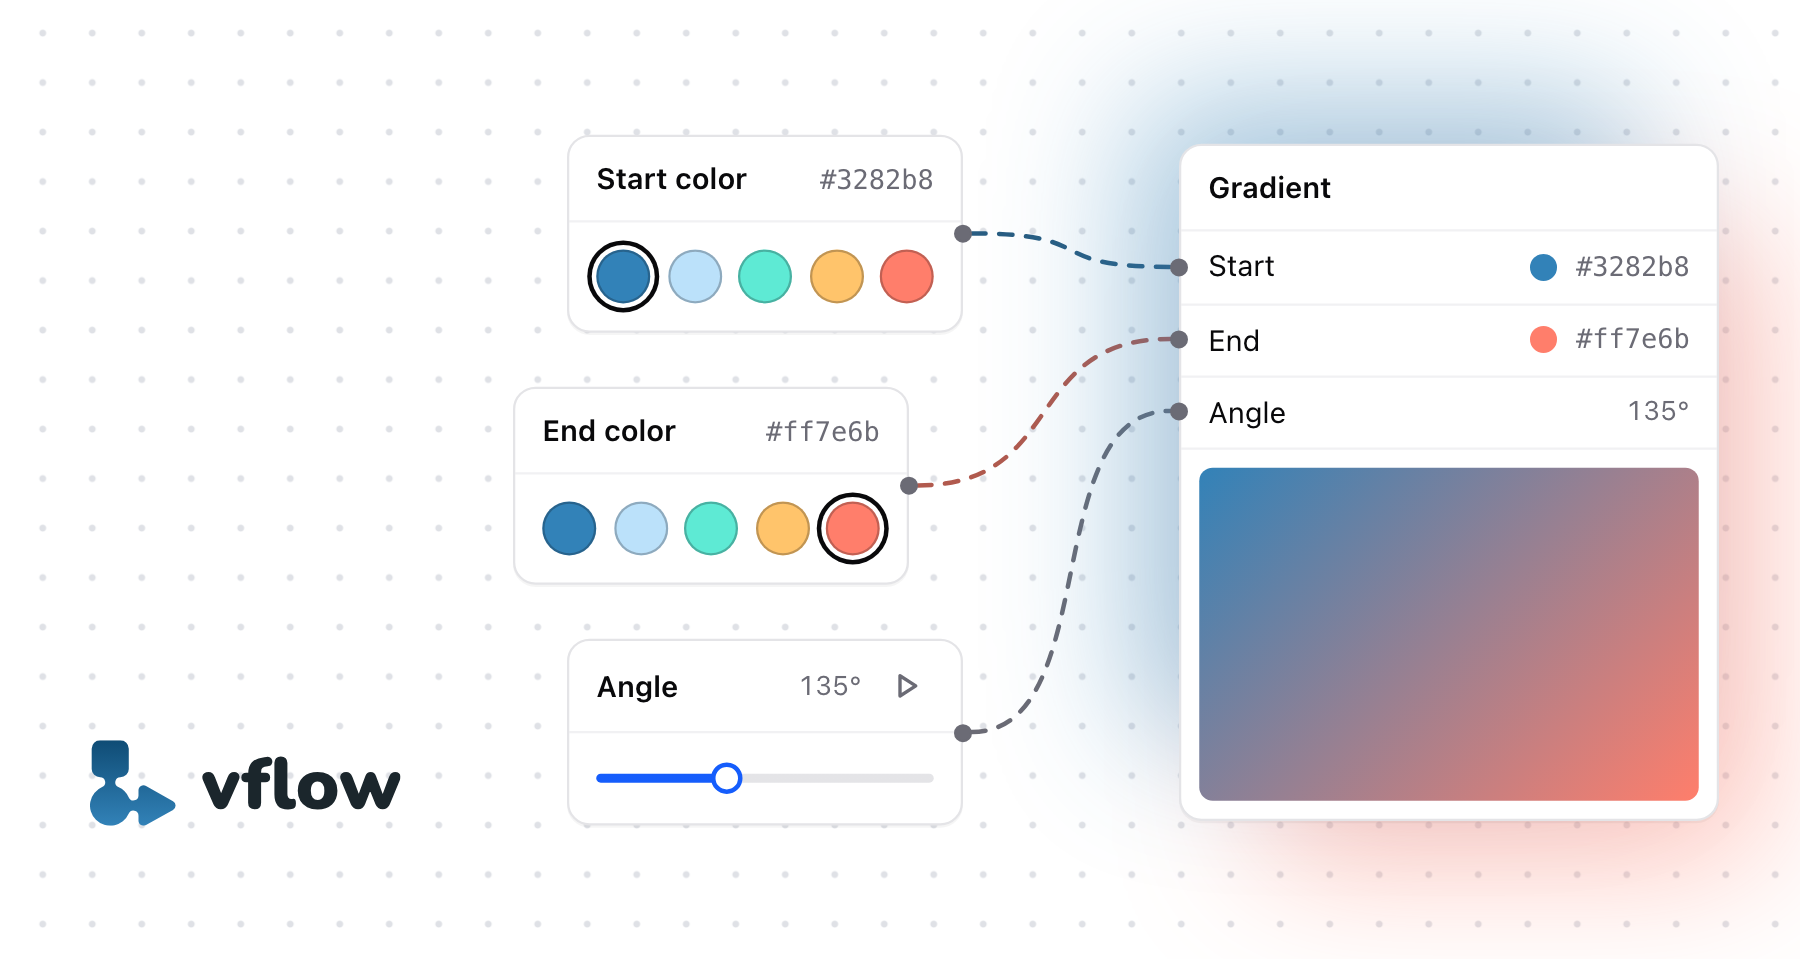 Start color #3282b8
End color #ff7e6b
Angle 135°
Gradient
Start #3282b8
End #ff7e6b
Angle 135°
vflow